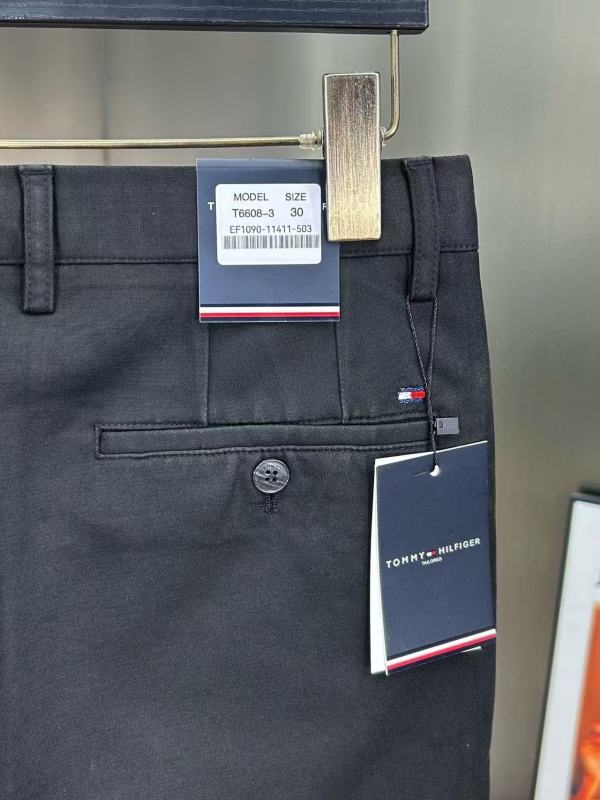 MODEL SIZE
T6608-3 30
EF1090-11411-503
T R
TOMMY HILFIGER
TAILORED